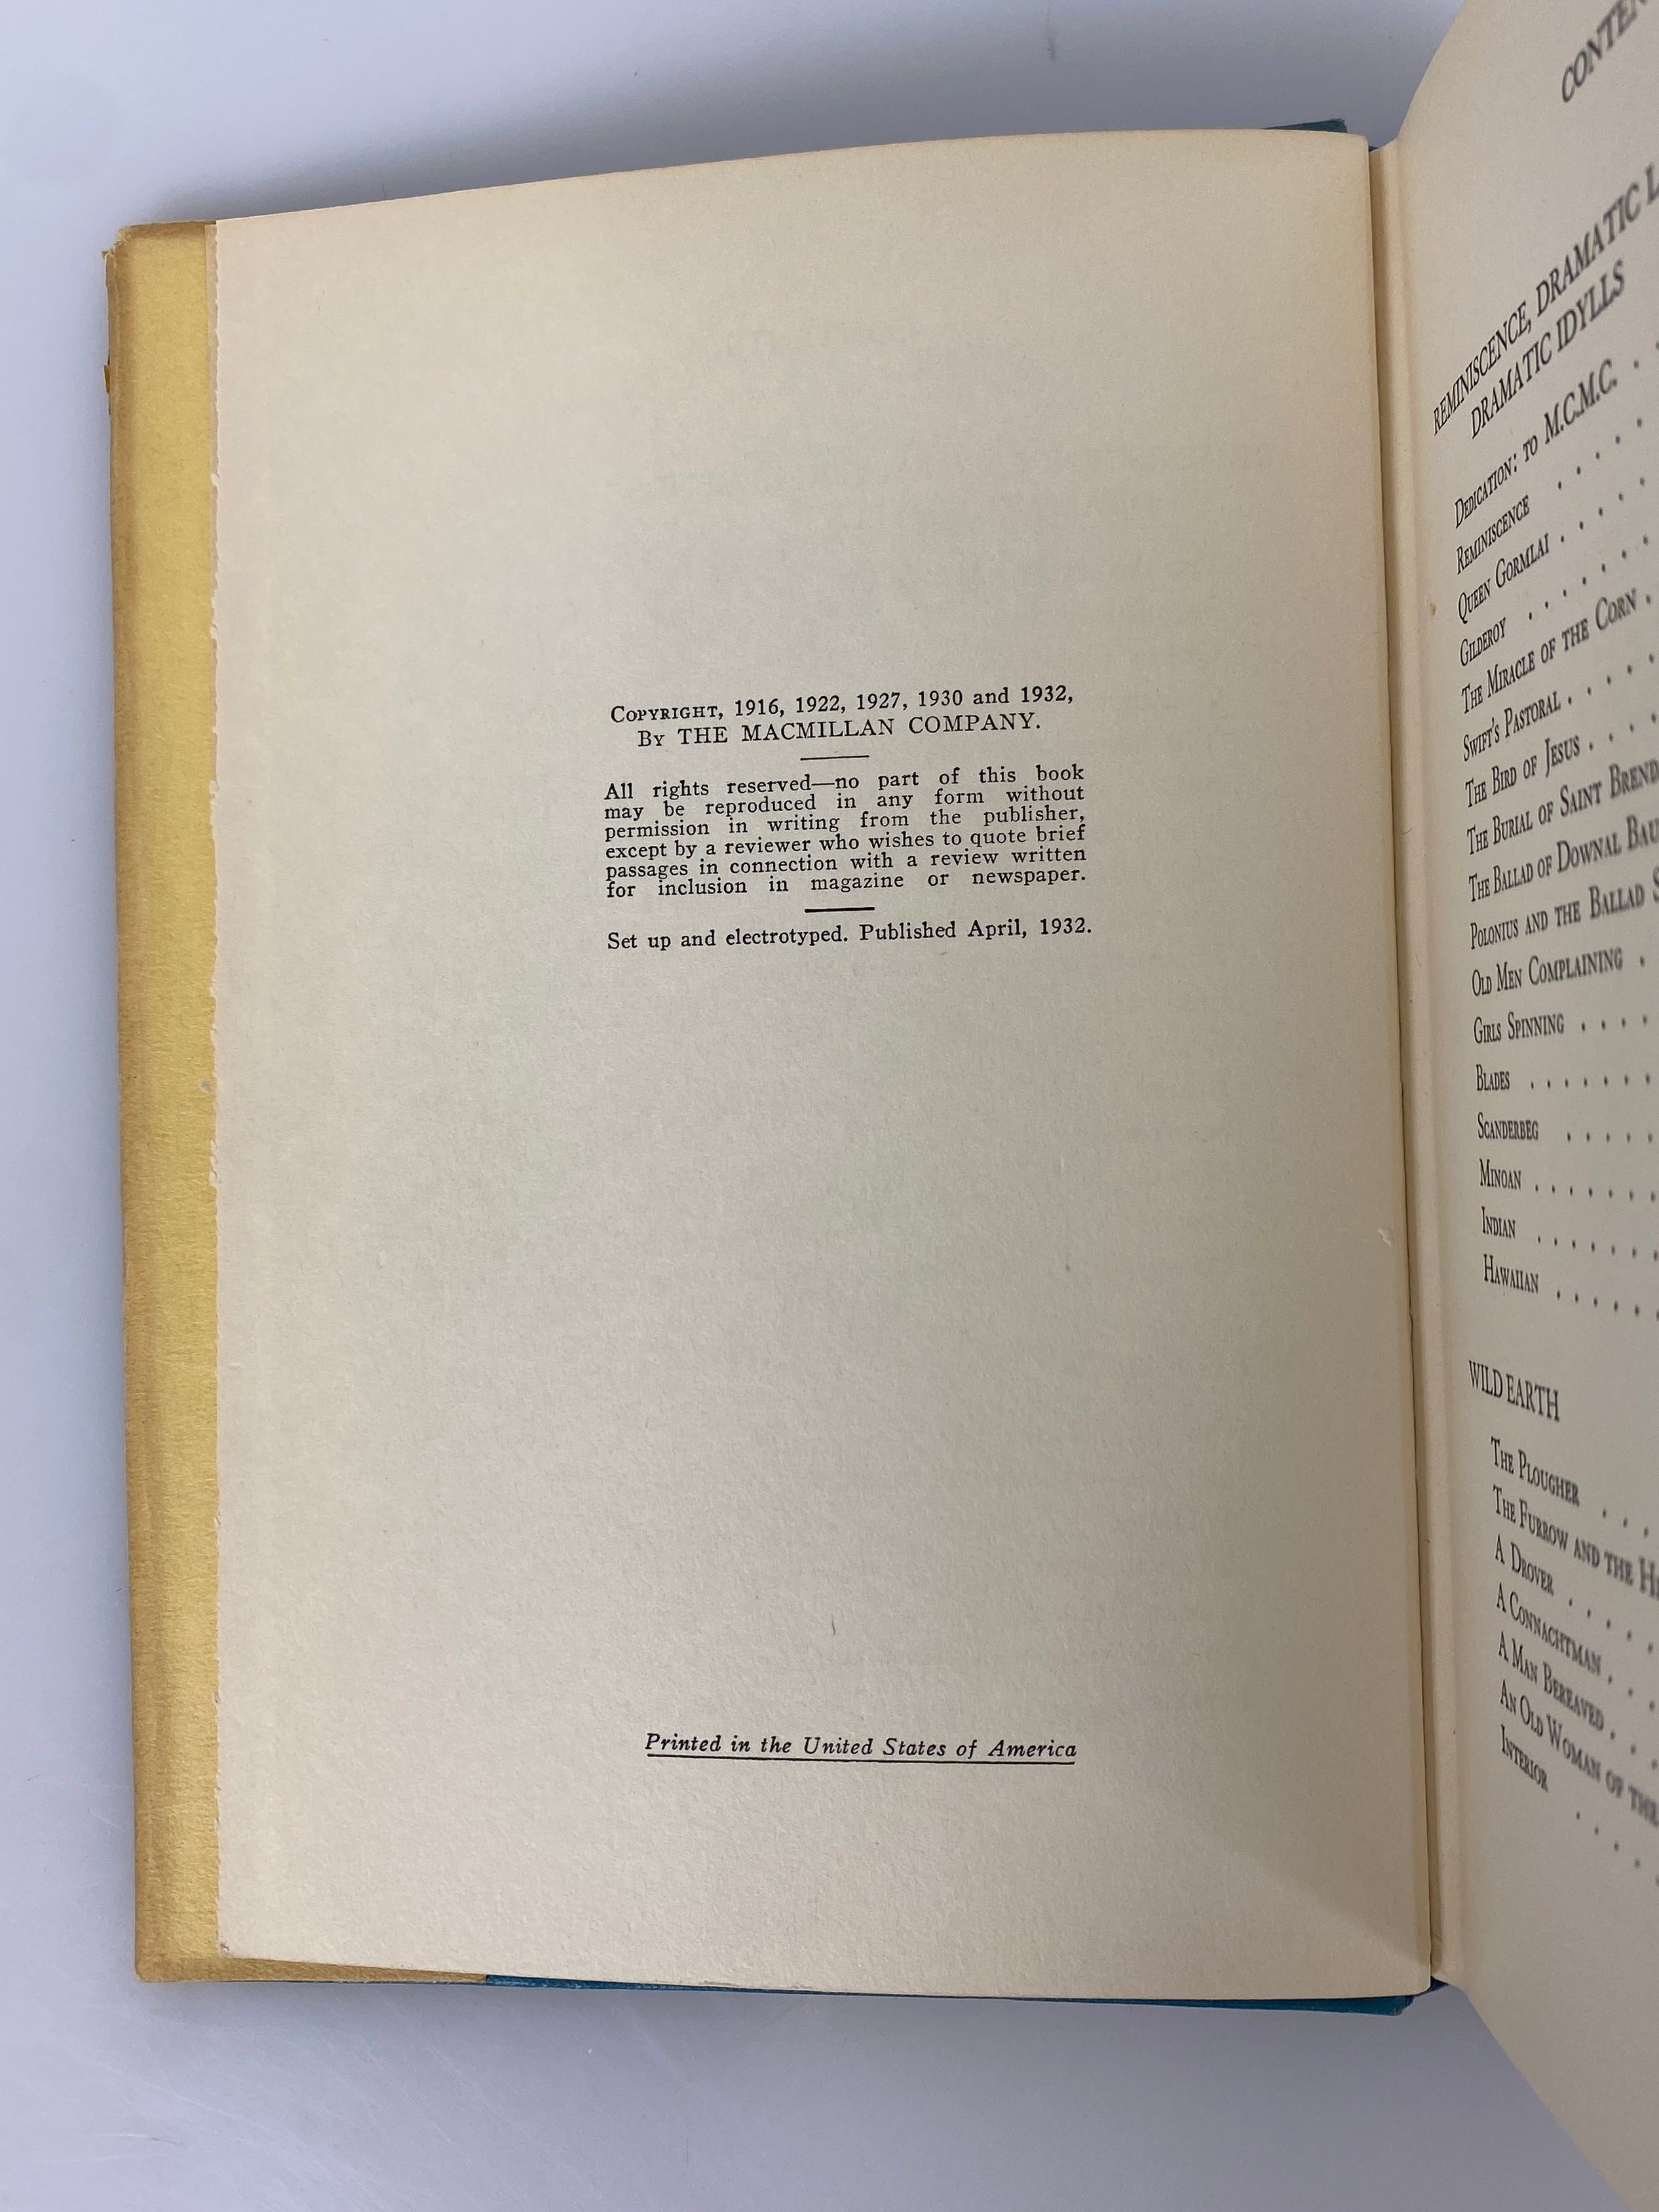 Copyright, 1916, 1922, 1927, 1930 and 1932,
By THE MACMILLAN COMPANY.
All rights reserved—no part of this book
may be reproduced in any form without
permission in writing from the publisher,
except by a reviewer who wishes to quote brief
passages in connection with a review written
for inclusion in magazine or newspaper.
Set up and electrotyped. Published April, 1932.
Printed in the United States of America
REMINISCENCE, DRAMATIC
DRAMATIC IDYLLS
Dedication: to M.C.M.C. . .
Reminiscence . . . .
Queen Gormlai . . . . .
Gilderoy . . . . . .
The Miracle of the Corn .
Swift's Pastoral . . . . .
The Bird of Jesus . . . .
The Burial of Saint
The Ballad of Downal
Polonius and the Ballad
Old Men Complaining .
Girls Spinning . . . .
Blades . . . . . . .
Scanderbeg . . . . .
Minoan . . . . . . .
Indian . . . . . . .
Hawaiian . . . . . .
WILD EARTH
The Plougher . . .
The Furrow and the
A Drover . . . . .
A Connachtman . . .
A Man Bereaved . . .
An Old Woman of the
Interior . . . . .